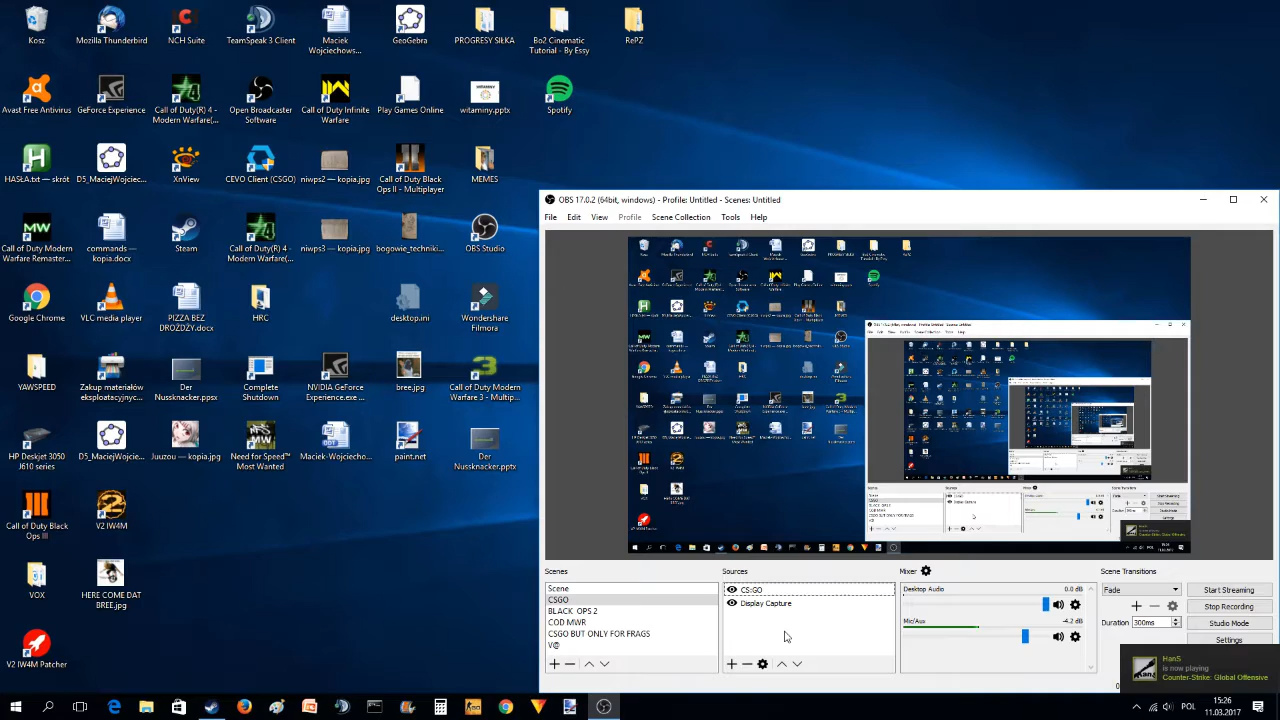 Kosz
Mozilla Thunderbird
NCH Suite
TeamSpeak 3 Client
Maciek
Wojciechows...
GeoGebra
PROGRESY SIŁKA
Bo2 Cinematic
Tutorial - By Essy
RePZ
Avast Free Antivirus
GeForce Experience
Call of Duty(R) 4 -
Modern Warfare(...
Open Broadcaster
Software
Call of Duty Infinite
Warfare
Play Games Online
witaminy.pptx
Spotify
HASŁA.txt — skrót
D5_MaciejWojciec...
XnView
CEVO Client (CSGO)
niwps2 — kopia.jpg
Call of Duty Black
Ops II - Multiplayer
MEMES
Call of Duty Modern
Warfare Remaster...
commands —
kopia.docx
Steam
Call of Duty(R) 4 -
Modern Warfare(...
niwps3 — kopia.jpg
bogowie_techniki...
OBS Studio
Google Chrome
VLC media player
PIZZA BEZ
DROŻDŻY.docx
HRC
desktop.ini
Wondershare
Filmora
YAWSPEED
Zakup materiałów
eksploatacyjnyc...
Der
Nussknacker.ppsx
Complete
Shutdown
NVIDIA GeForce
Experience.exe ...
bree.jpg
Call of Duty Modern
Warfare 3 - Multip...
HP Deskjet 3050
J610 series
D5_MaciejWojcie...
Juuzou — kopia.jpg
Need for Speed™
Most Wanted
Maciek-Wojciecho...
paint.net
Der
Nussknacker.pptx
Call of Duty Black
Ops III
V2 IW4M
VOX
HERE COME DAT
BREE.jpg
V2 IW4M Patcher
OBS 17.0.2 (64bit, windows) - Profile: Untitled - Scenes: Untitled
File Edit View Profile Scene Collection Tools Help
Scenes
Scene
CSGO
BLACK OPS 2
COD MWR
CSGO BUT ONLY FOR FRAGS
V@
Sources
CS:GO
Display Capture
Mixer
Desktop Audio 0.0 dB
Mic/Aux -4.2 dB
Scene Transitions
Fade
Duration 300ms
Start Streaming
Stop Recording
Studio Mode
Settings
HanS
is now playing
Counter-Strike: Global Offensive
POL
15:26
11.03.2017